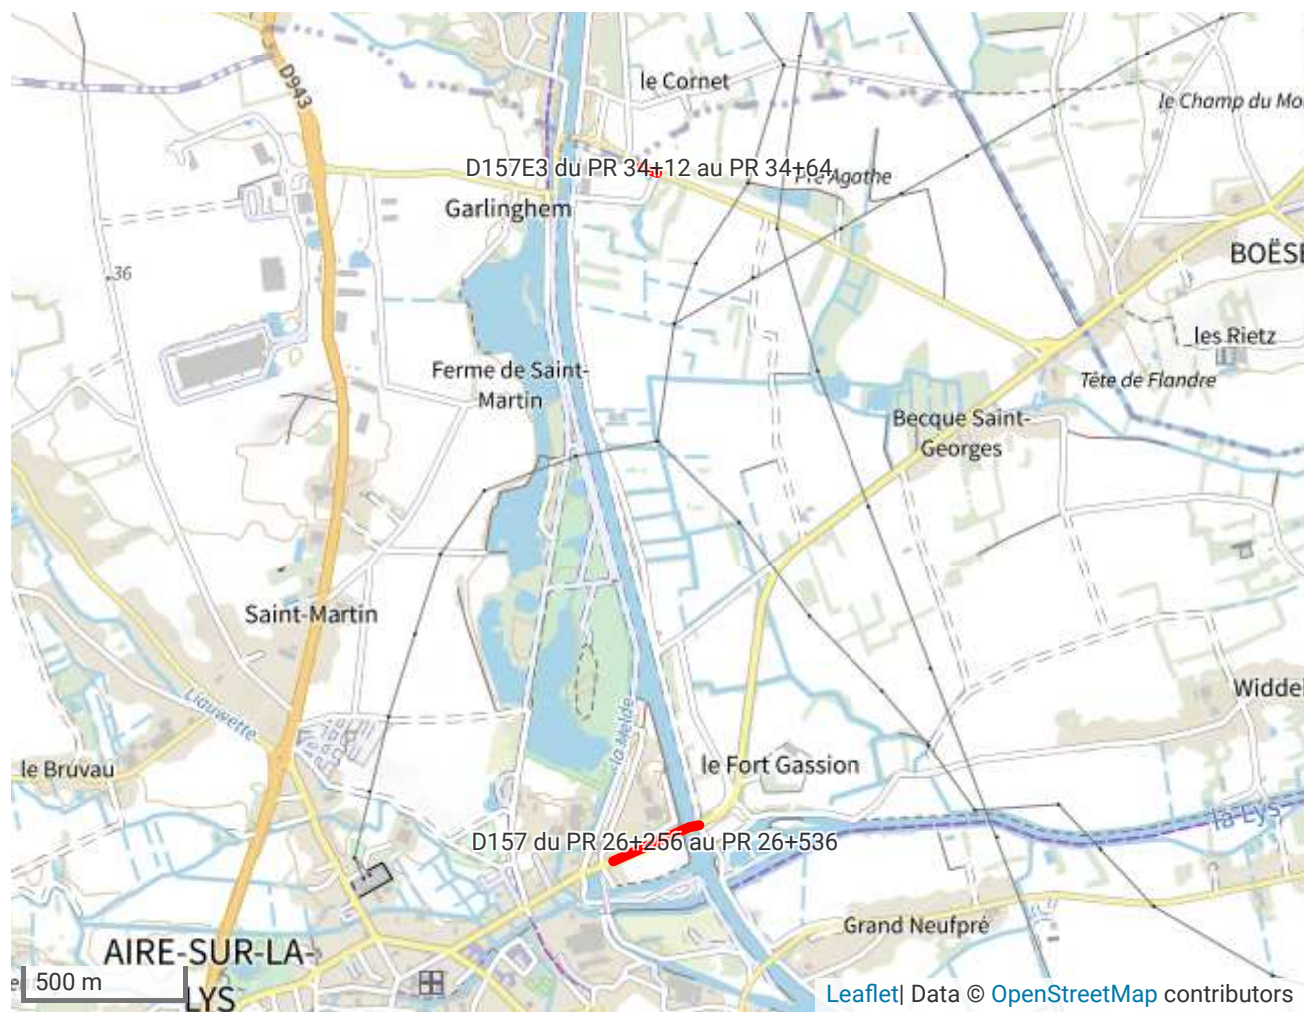 D943
le Cornet
le Champ du Mo
D157E3 du PR 34+12 au PR 34+64
Pré Agathe
Garlinghem
BOËSE
36
les Rietz
Ferme de Saint-
Martin
Tête de Flandre
Becque Saint-
Georges
Saint-Martin
Liauwette
Widde
la Melde
le Bruvau
le Fort Gassion
la Lys
D157 du PR 26+256 au PR 26+536
Grand Neufpré
AIRE-SUR-LA-
LYS
500 m
Leaflet| Data © OpenStreetMap contributors